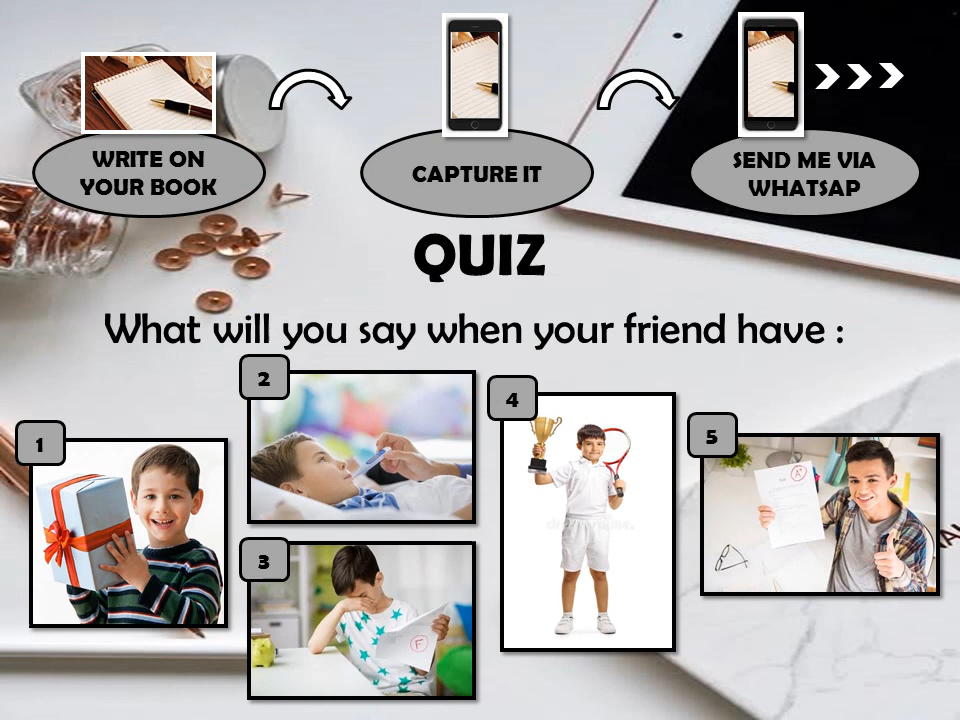 WRITE ON
YOUR BOOK
CAPTURE IT
SEND ME VIA
WHATSAP
QUIZ
What will you say when your friend have :
1
2
3
4
5
F
A+